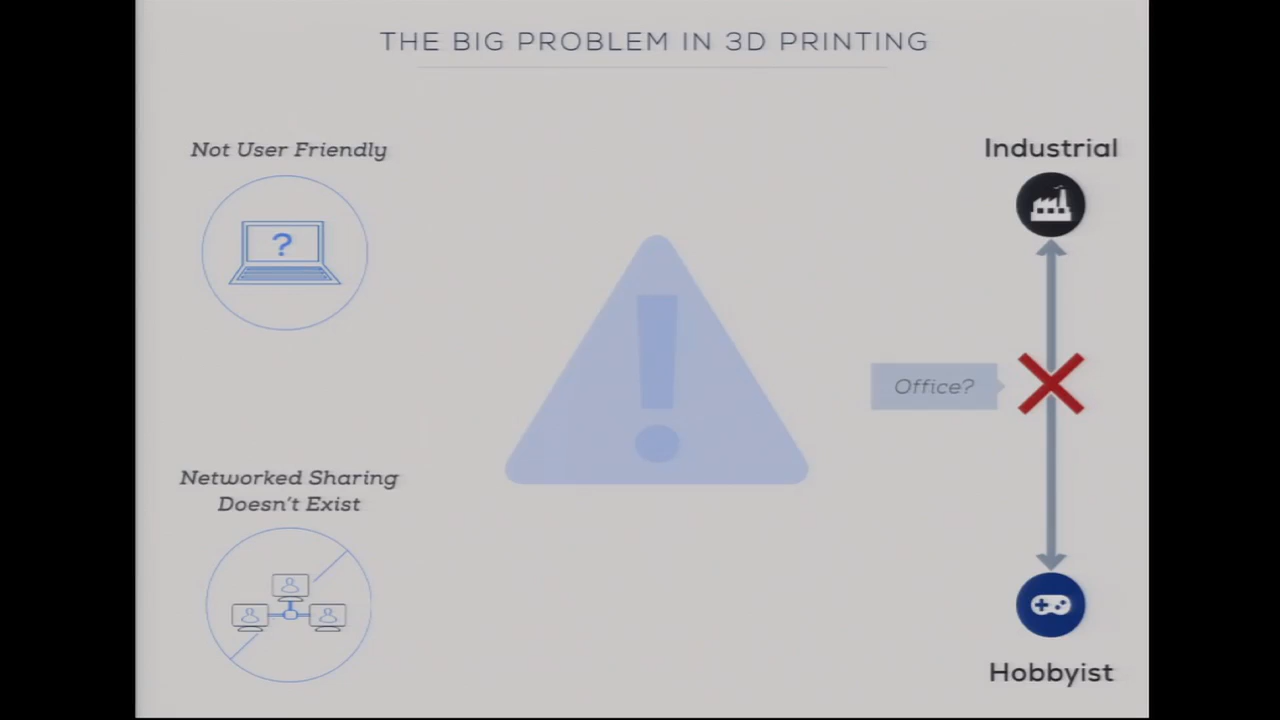 THE BIG PROBLEM IN 3D PRINTING
Not User Friendly
?
Industrial
Office?
Networked Sharing
Doesn't Exist
Hobbyist